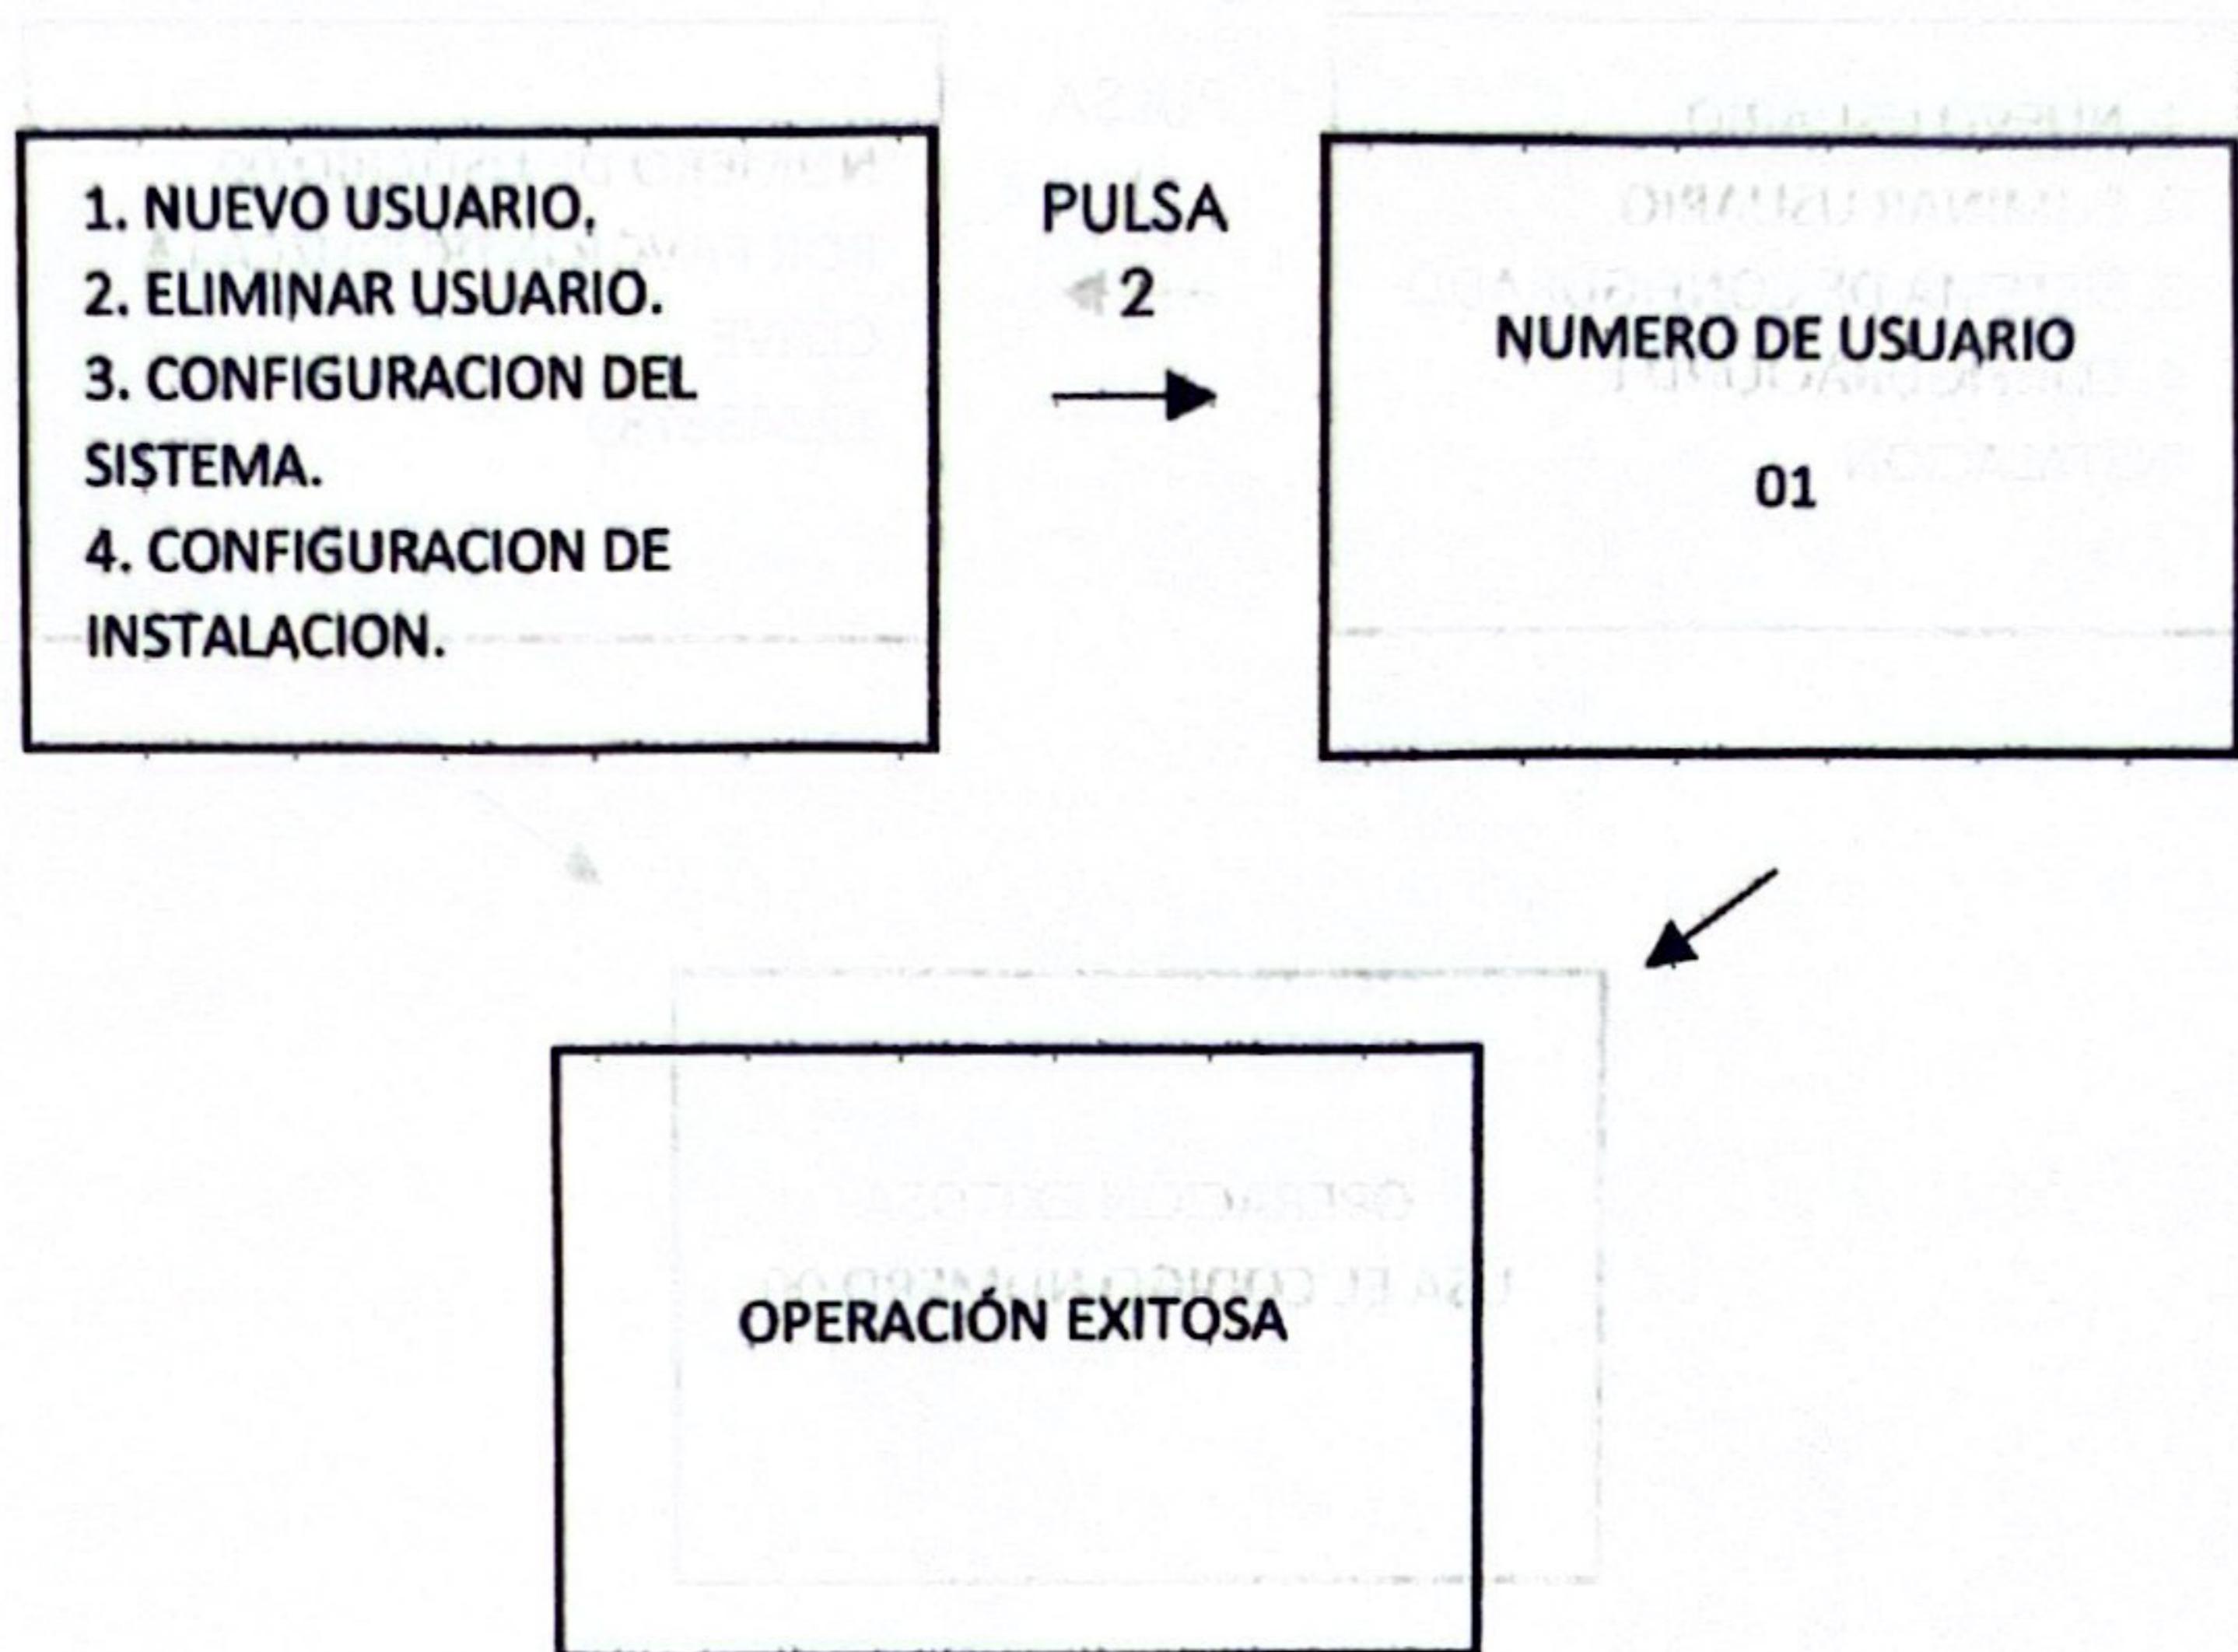 1. NUEVO USUARIO.
2. ELIMINAR USUARIO.
3. CONFIGURACION DEL
SISTEMA.
4. CONFIGURACION DE
INSTALACION.
PULSA
2
NUMERO DE USUARIO
01
OPERACIÓN EXITOSA